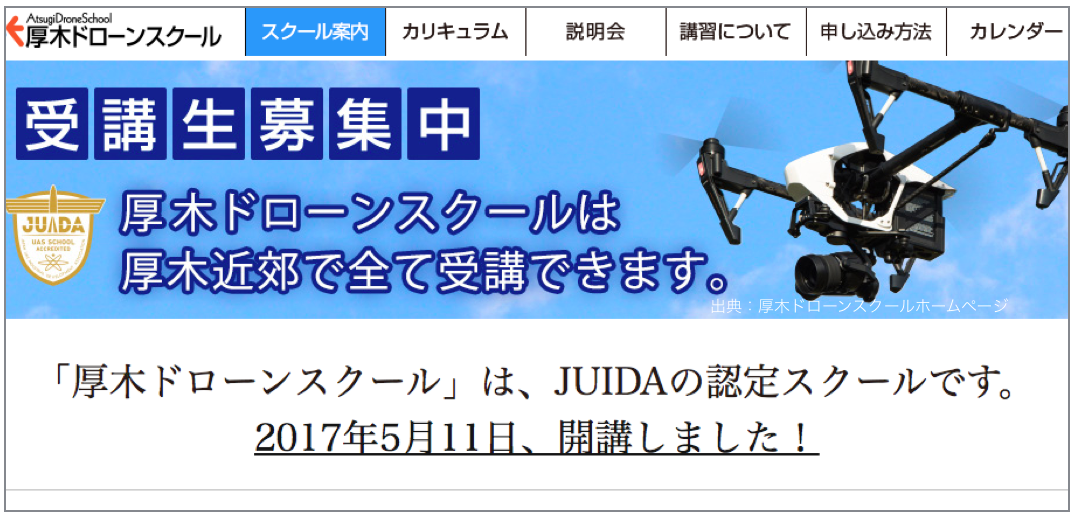 AtsugiDroneSchool
厚木ドローンスクール
スクール案内
カリキュラム
説明会
講習について
申し込み方法
カレンダー
受講生募集中
JUIDA
UAS SCHOOL
ACCREDITED
厚木ドローンスクールは
厚木近郊で全て受講できます。
出典：厚木ドローンスクールホームページ
「厚木ドローンスクール」は、JUIDAの認定スクールです。
2017年5月11日、開講しました！